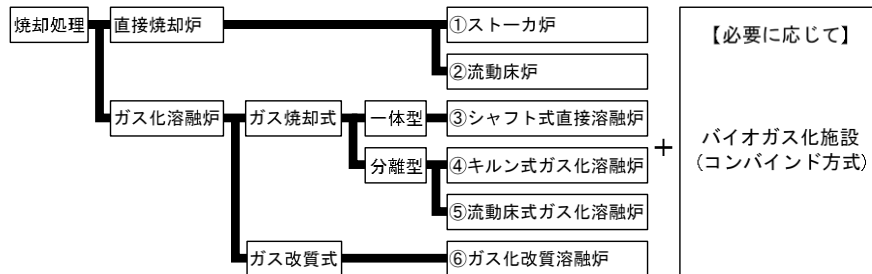 焼却処理
直接焼却炉
①ストーカ炉
②流動床炉
ガス化溶融炉
ガス焼却式
一体型
③シャフト式直接溶融炉
分離型
④キルン式ガス化溶融炉
⑤流動床式ガス化溶融炉
ガス改質式
⑥ガス化改質溶融炉
+
【必要に応じて】
バイオガス化施設
(コンバインド方式)